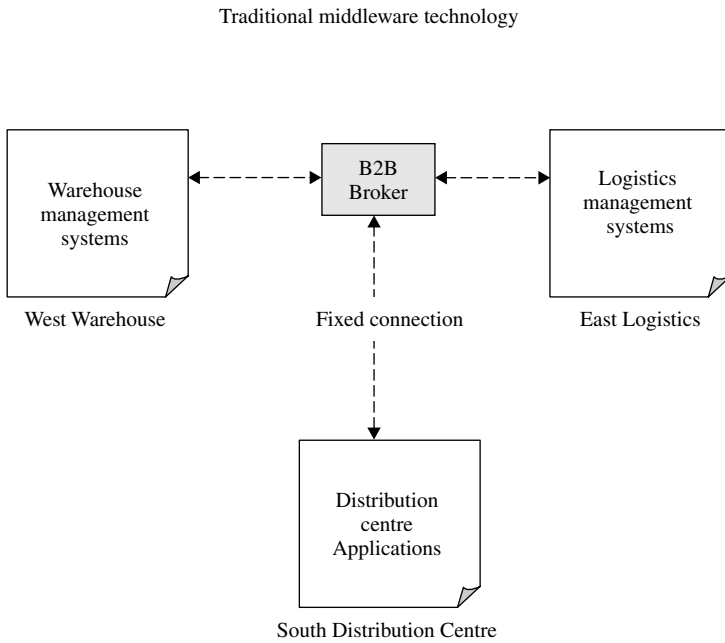 Traditional middleware technology
Warehouse
management
systems
B2B
Broker
Logistics
management
systems
West Warehouse
Fixed connection
East Logistics
Distribution
centre
Applications
South Distribution Centre